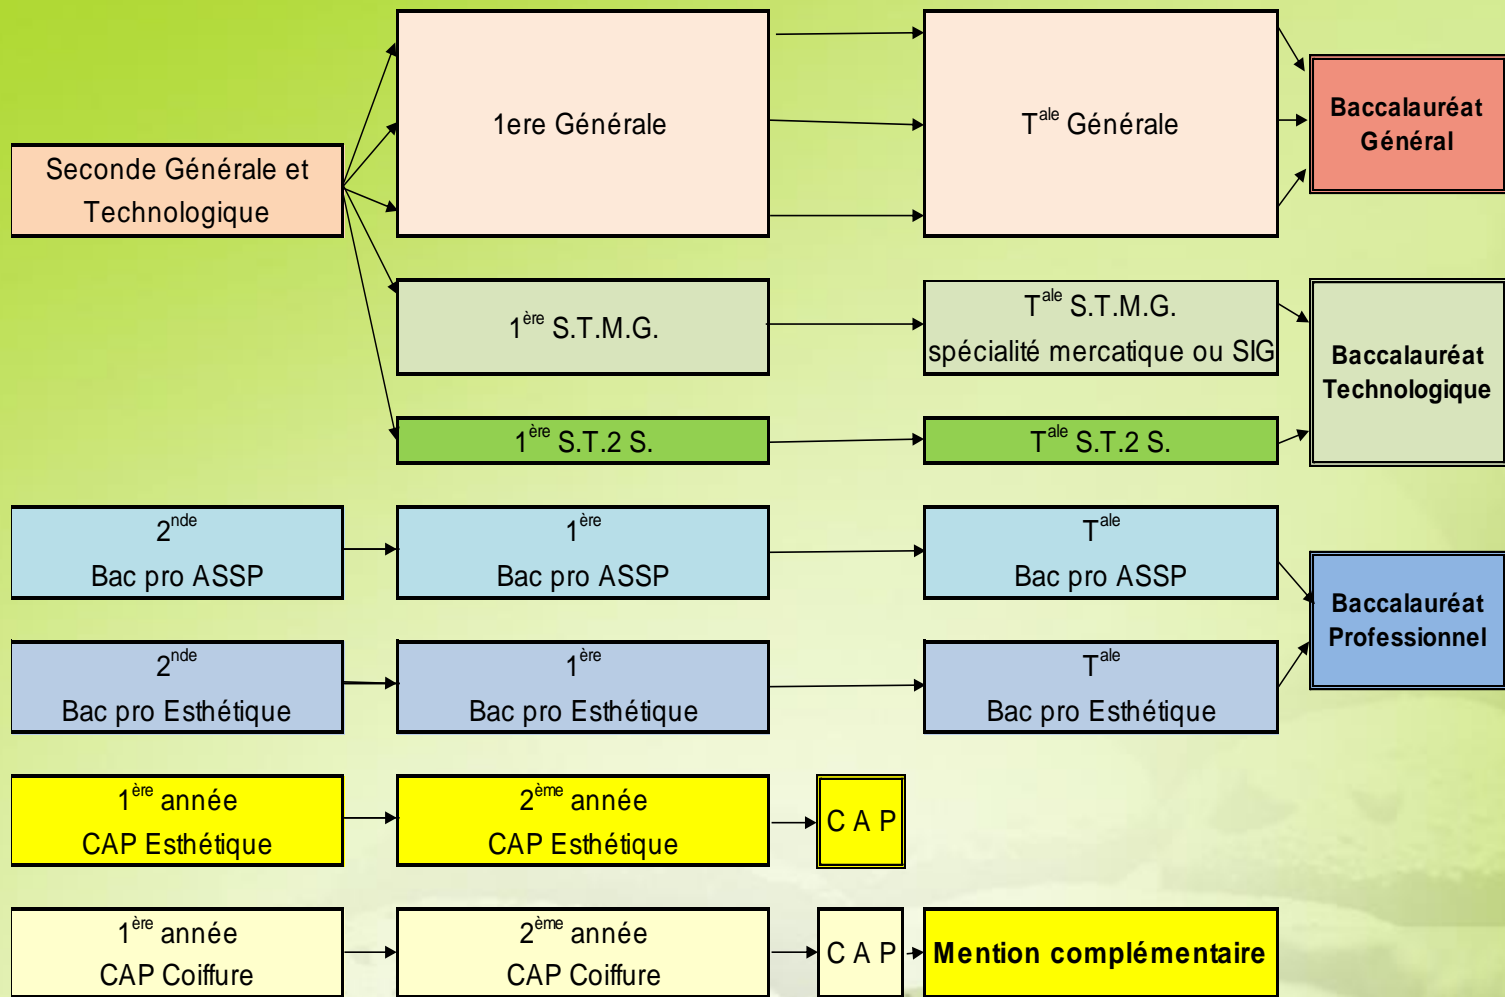 Seconde Générale et
Technologique
1ere Générale
Tale Générale
Baccalauréat
Général
1ère S.T.M.G.
Tale S.T.M.G.
spécialité mercatique ou SIG
1ère S.T.2 S.
Tale S.T.2 S.
Baccalauréat
Technologique
2nde
Bac pro ASSP
1ère
Bac pro ASSP
Tale
Bac pro ASSP
2nde
Bac pro Esthétique
1ère
Bac pro Esthétique
Tale
Bac pro Esthétique
Baccalauréat
Professionnel
1ère année
CAP Esthétique
2ème année
CAP Esthétique
C A P
1ère année
CAP Coiffure
2ème année
CAP Coiffure
C A P
Mention complémentaire